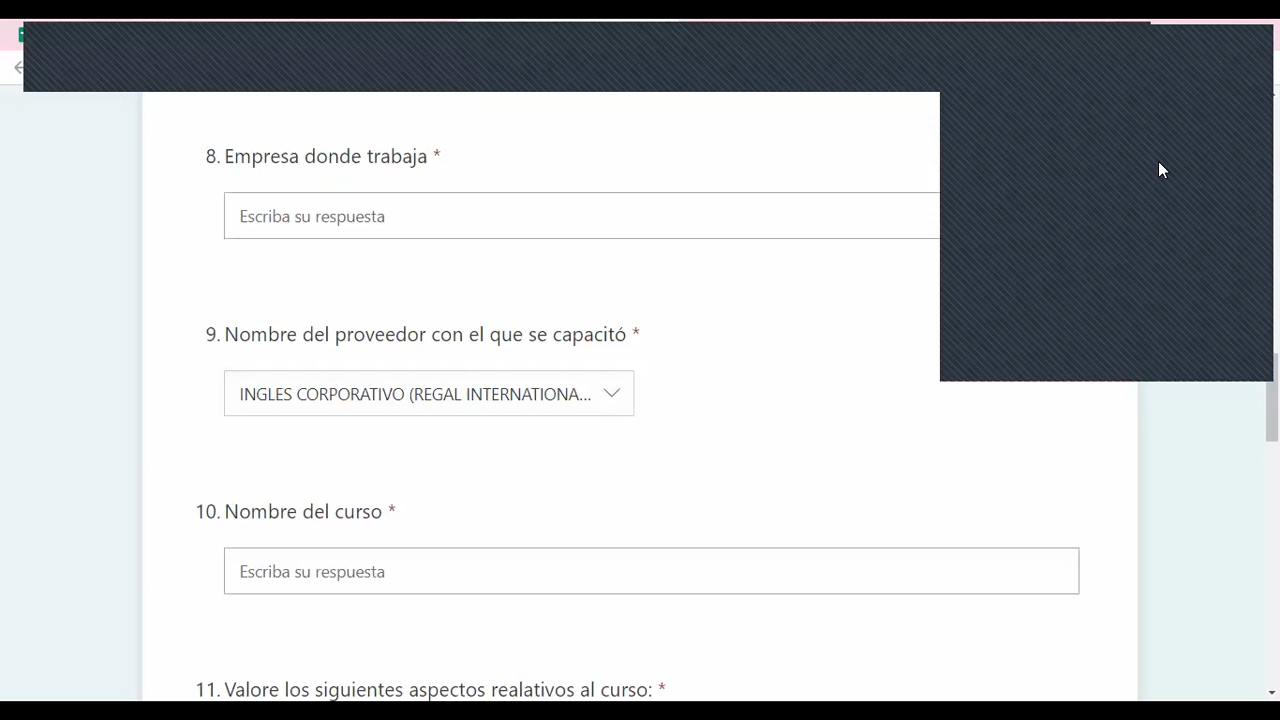 8. Empresa donde trabaja *
Escriba su respuesta
9. Nombre del proveedor con el que se capacitó *
INGLES CORPORATIVO (REGAL INTERNATIONA...
10. Nombre del curso *
Escriba su respuesta
11. Valore los siguientes aspectos realativos al curso: *